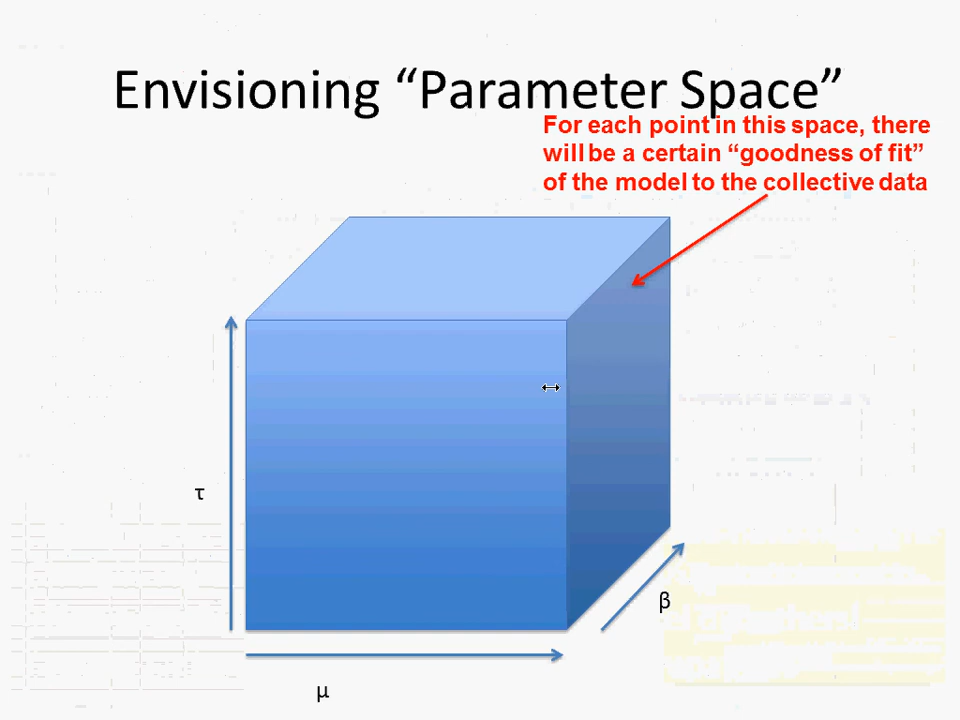 Envisioning “Parameter Space”
For each point in this space, there
will be a certain “goodness of fit”
of the model to the collective data
τ
β
μ